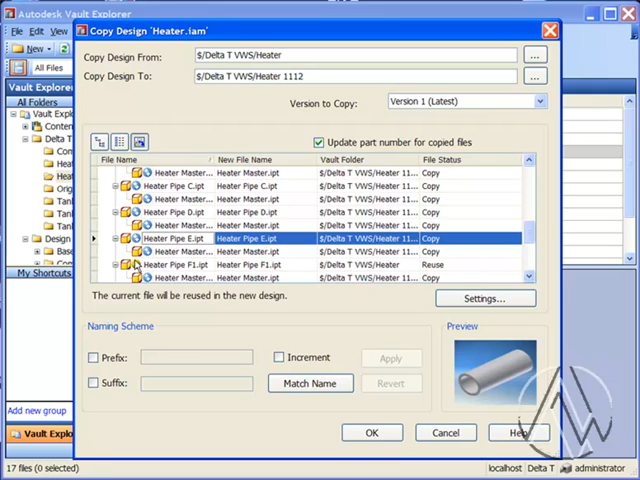 Autodesk Vault Explorer
File Edit View
New
All Files
Vault Explorer
All Folders
Vault Explo
Conten
Delta T
Com
Heat
Heate
Orig
Tank
Tank
Design
Base
My Shortcuts
Add new group
Vault Explo
17 files (0 selected)
localhost Delta T administrator
Copy Design 'Heater.iam'
Copy Design From: $/Delta T VWS/Heater ...
Copy Design To: $/Delta T VWS/Heater 1112 ...
Version to Copy: Version 1 (Latest)
Update part number for copied files
File Name / New File Name Vault Folder File Status
Heater Master... Heater Master.ipt $/Delta T VWS/Heater 11... Copy
Heater Pipe C.ipt Heater Pipe C.ipt $/Delta T VWS/Heater 11... Copy
Heater Master... Heater Master.ipt $/Delta T VWS/Heater 11... Copy
Heater Pipe D.ipt Heater Pipe D.ipt $/Delta T VWS/Heater 11... Copy
Heater Master... Heater Master.ipt $/Delta T VWS/Heater 11... Copy
Heater Pipe E.ipt Heater Pipe E.ipt $/Delta T VWS/Heater 11... Copy
Heater Master... Heater Master.ipt $/Delta T VWS/Heater 11... Copy
Heater Pipe F1.ipt Heater Pipe F1.ipt $/Delta T VWS/Heater Reuse
Heater Master... Heater Master.ipt $/Delta T VWS/Heater 11... Copy
The current file will be reused in the new design.
Settings...
Naming Scheme
Prefix: Increment Apply
Suffix: Match Name Revert
Preview
OK Cancel Help